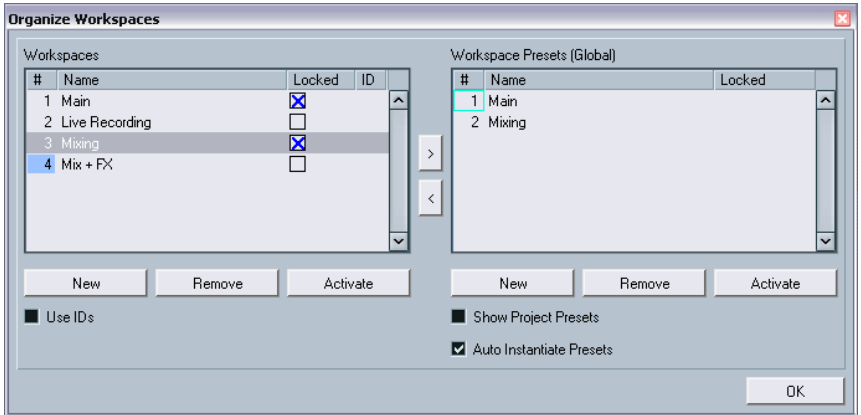 Organize Workspaces
Workspaces
# Name Locked ID
1 Main
2 Live Recording
3 Mixing
4 Mix + FX
New Remove Activate
Use IDs
>
<
Workspace Presets (Global)
# Name Locked
1 Main
2 Mixing
New Remove Activate
Show Project Presets
Auto Instantiate Presets
OK